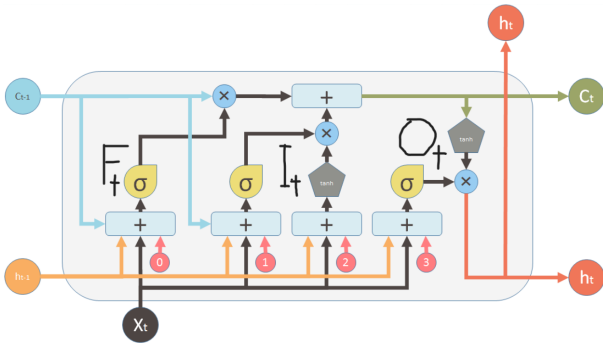 hₜ
Cₜ₋₁
×
+
Cₜ
Fₜ
Iₜ
×
Oₜ
tanh
σ
σ
tanh
σ
×
+
+
+
+
0
1
2
3
hₜ₋₁
hₜ
Xₜ